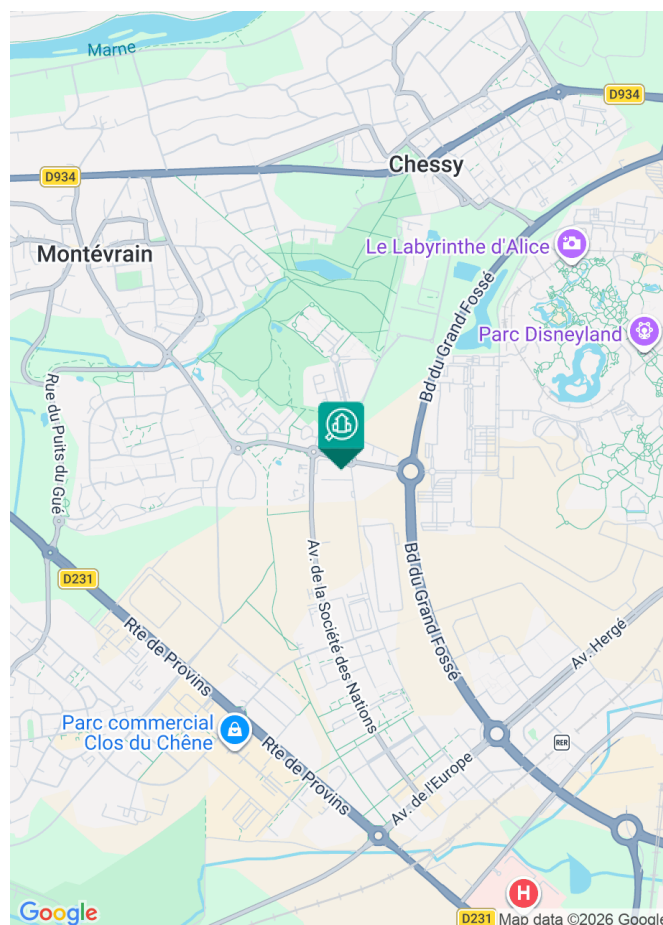 Marne
D934
Chessy
D934
Montévrain
Le Labyrinthe d'Alice
Bd du Grand Fossé
Parc Disneyland
Rue du Puits du Gué
D231
Av. de la Société des Nations
Bd du Grand Fossé
Rte de Provins
Av. Hergé
Parc commercial
Clos du Chêne
Rte de Provins
RER
Av. de l'Europe
H
Google
D231
Map data ©2026 Google